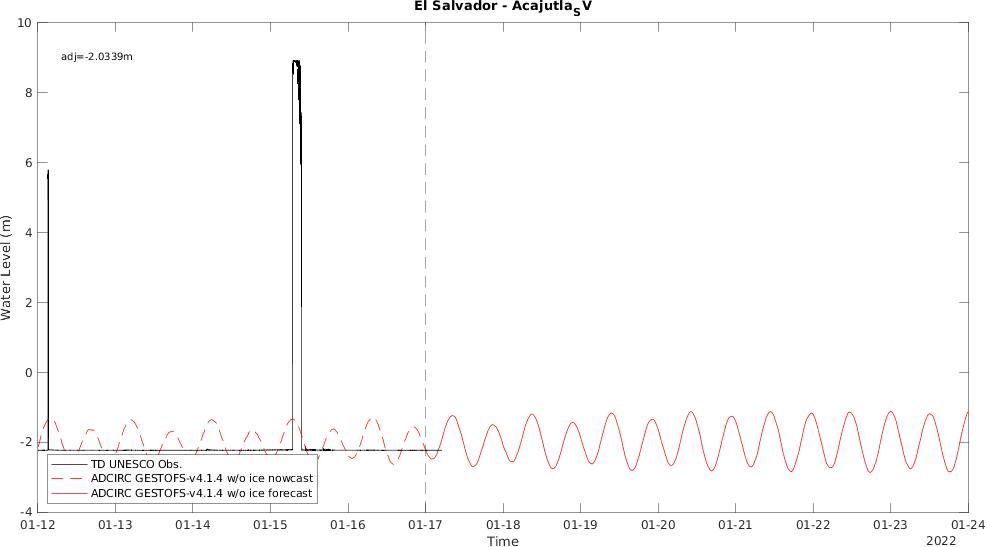 El Salvador - AcajutlaSV
adj=-2.0339m
10
8
6
4
2
0
-2
-4
Water Level (m)
TD UNESCO Obs.
ADCIRC GESTOFS-v4.1.4 w/o ice nowcast
ADCIRC GESTOFS-v4.1.4 w/o ice forecast
01-12 01-13 01-14 01-15 01-16 01-17 01-18 01-19 01-20 01-21 01-22 01-23 01-24
Time
2022